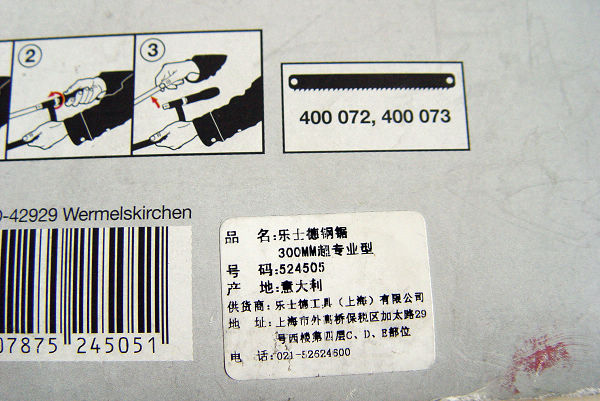 2
3
400 072, 400 073
D-42929 Wermelskirchen
07875 245051
品 名:乐士德钢锯
300MM超专业型
号 码:524505
产 地:意大利
供货商:乐士德工具（上海）有限公司
地 址:上海市外高桥保税区加太路29
号西楼第四层C、D、E部位
电 话:021-52624600